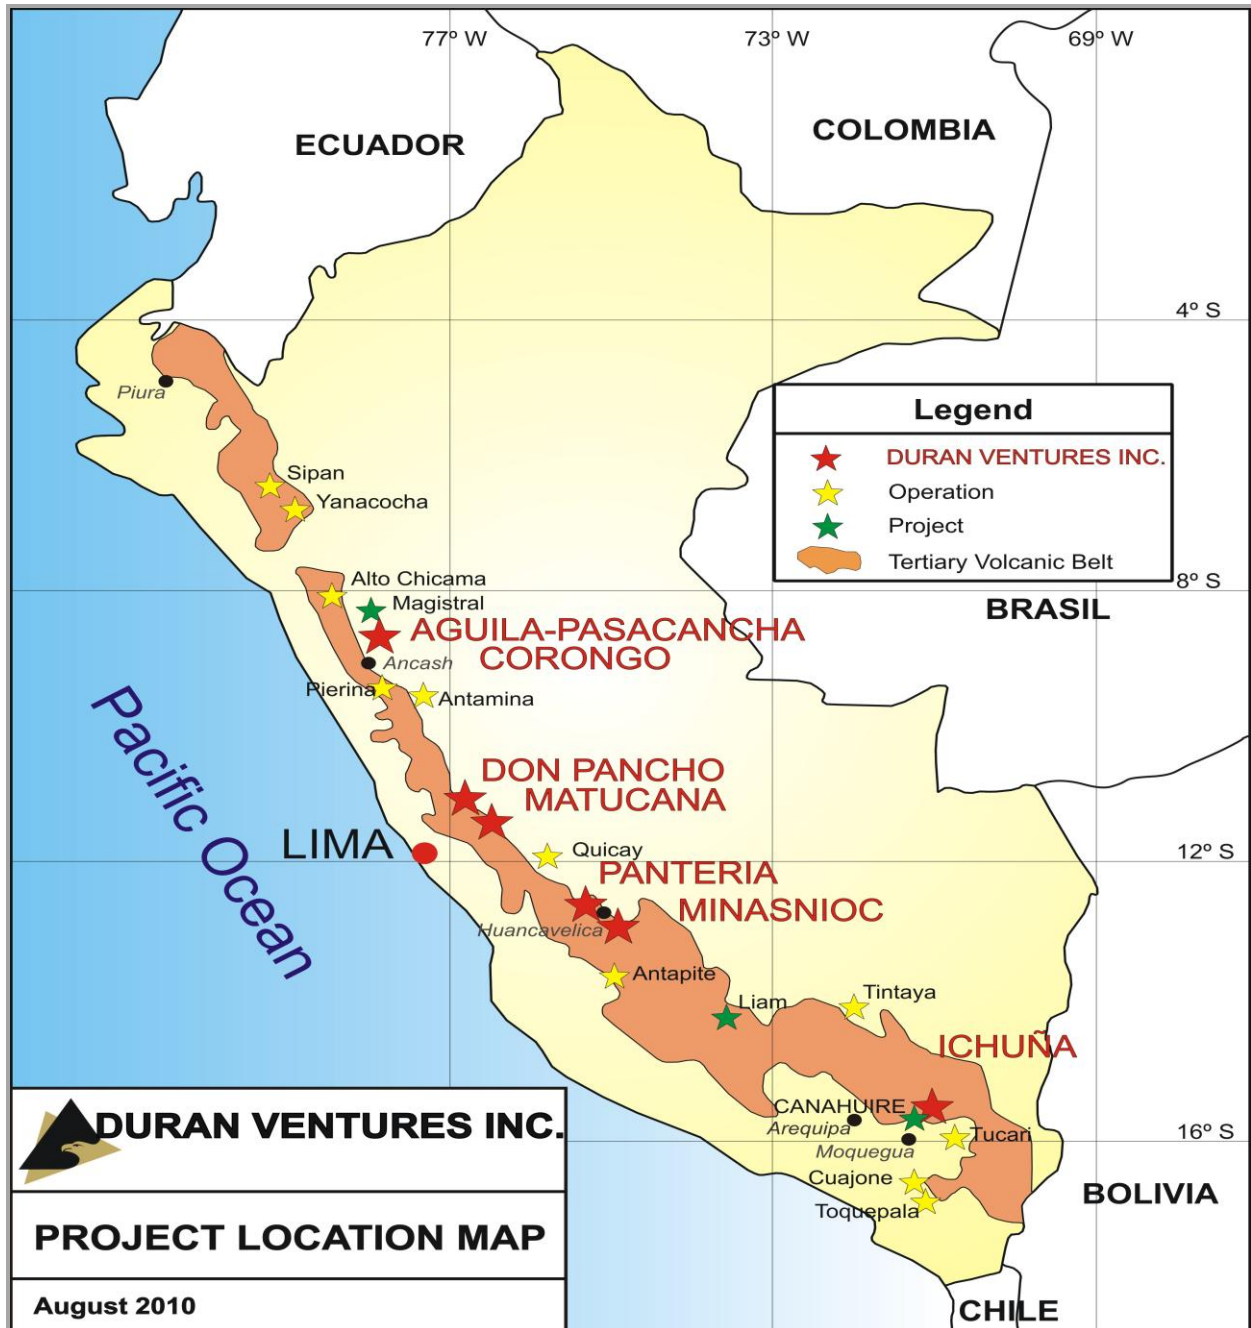 77º W
73º W
69º W
ECUADOR
COLOMBIA
4º S
Piura
Legend
DURAN VENTURES INC.
Operation
Project
Tertiary Volcanic Belt
Sipan
Yanacocha
8º S
Alto Chicama
Magistral
BRASIL
AGUILA-PASACANCHA
CORONGO
Ancash
Pierina
Antamina
Pacific Ocean
DON PANCHO
MATUCANA
LIMA
Quicay
12º S
PANTERIA
MINASNIOC
Huancavelica
Antapite
Liam
Tintaya
ICHUÑA
CANAHUIRE
Arequipa
Tucari
16º S
Moquegua
Cuajone
Toquepala
BOLIVIA
CHILE
DURAN VENTURES INC.
PROJECT LOCATION MAP
August 2010